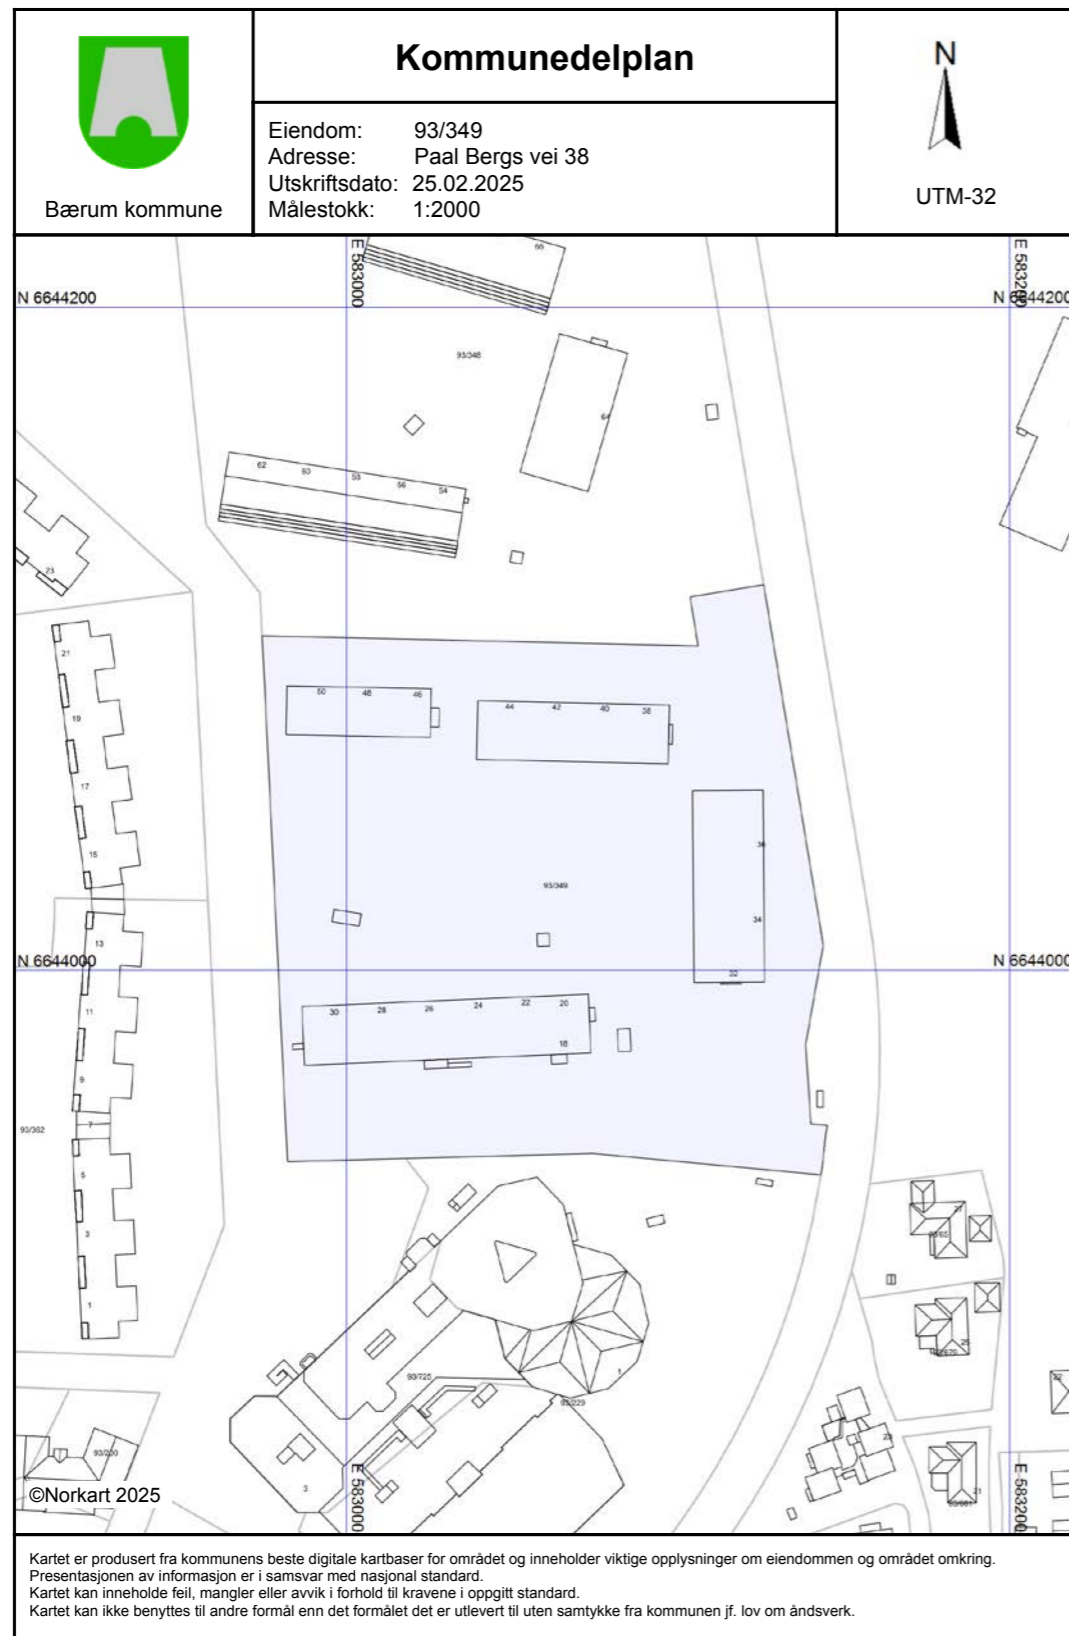 Kommunedelplan
Bærum kommune
Eiendom: 93/349
Adresse: Paal Bergs vei 38
Utskriftsdato: 25.02.2025
Målestokk: 1:2000
N
UTM-32
E 583000
E 583200
N 6644200
N 6644200
93/348
64
62
54
56
23
21
19
17
15
13
11
9
7
5
3
1
50 48 46
44 42 40 38
36
34
32
93/349
N 6644000
N 6644000
30 28 26 24 22 20
18
93/382
93/725
93/229
1
3
25
21
22
E 583000
E 583200
©Norkart 2025
Kartet er produsert fra kommunens beste digitale kartbaser for området og inneholder viktige opplysninger om eiendommen og området omkring.
Presentasjonen av informasjon er i samsvar med nasjonal standard.
Kartet kan inneholde feil, mangler eller avvik i forhold til kravene i oppgitt standard.
Kartet kan ikke benyttes til andre formål enn det formålet det er utlevert til uten samtykke fra kommunen jf. lov om åndsverk.